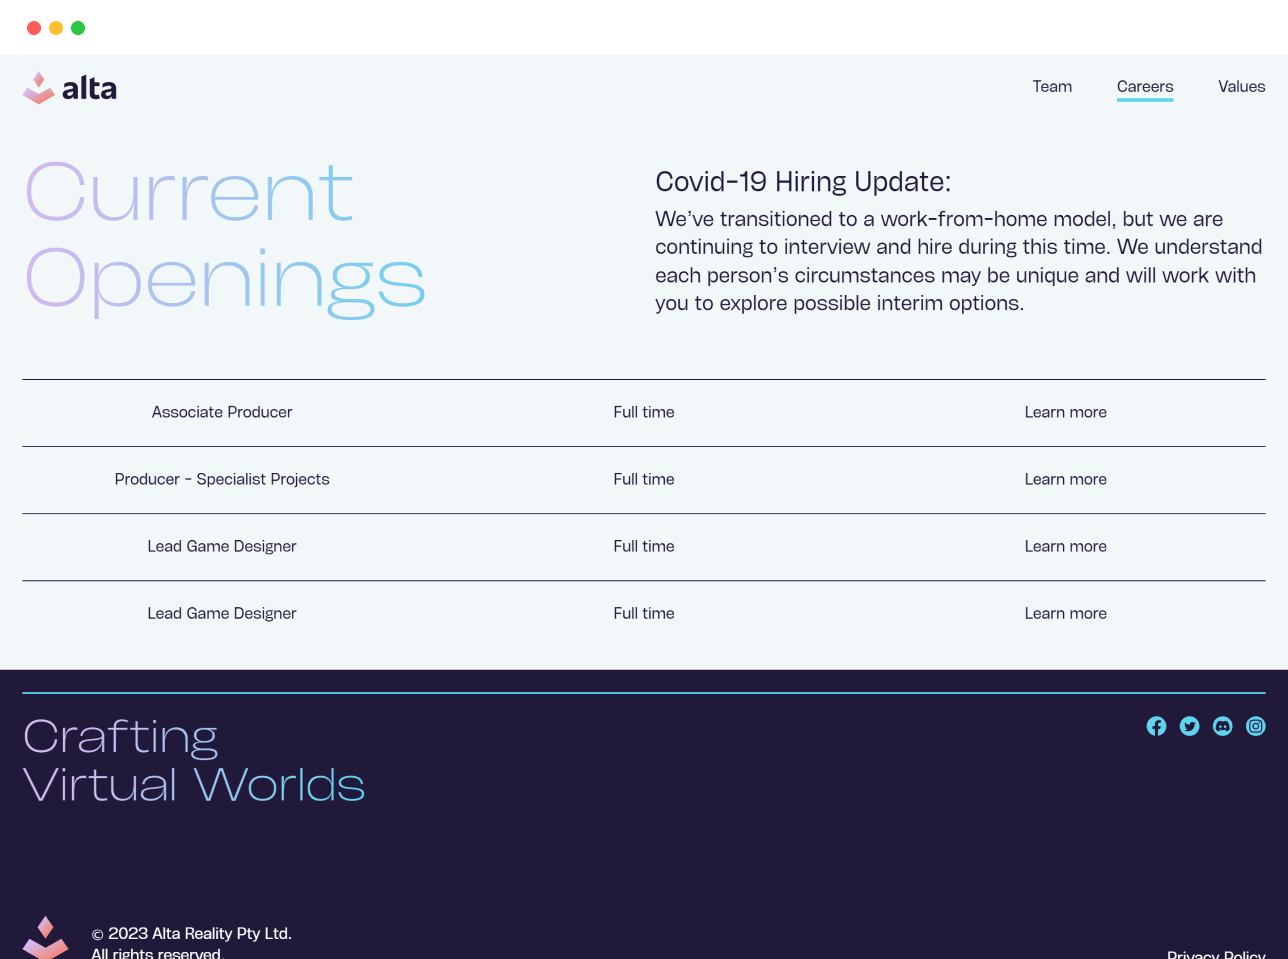 alta
Team Careers Values
Current
Openings
Covid-19 Hiring Update:
We’ve transitioned to a work-from-home model, but we are
continuing to interview and hire during this time. We understand
each person’s circumstances may be unique and will work with
you to explore possible interim options.
Associate Producer Full time Learn more
Producer - Specialist Projects Full time Learn more
Lead Game Designer Full time Learn more
Lead Game Designer Full time Learn more
Crafting
Virtual Worlds
© 2023 Alta Reality Pty Ltd.
All rights reserved.
Privacy Policy